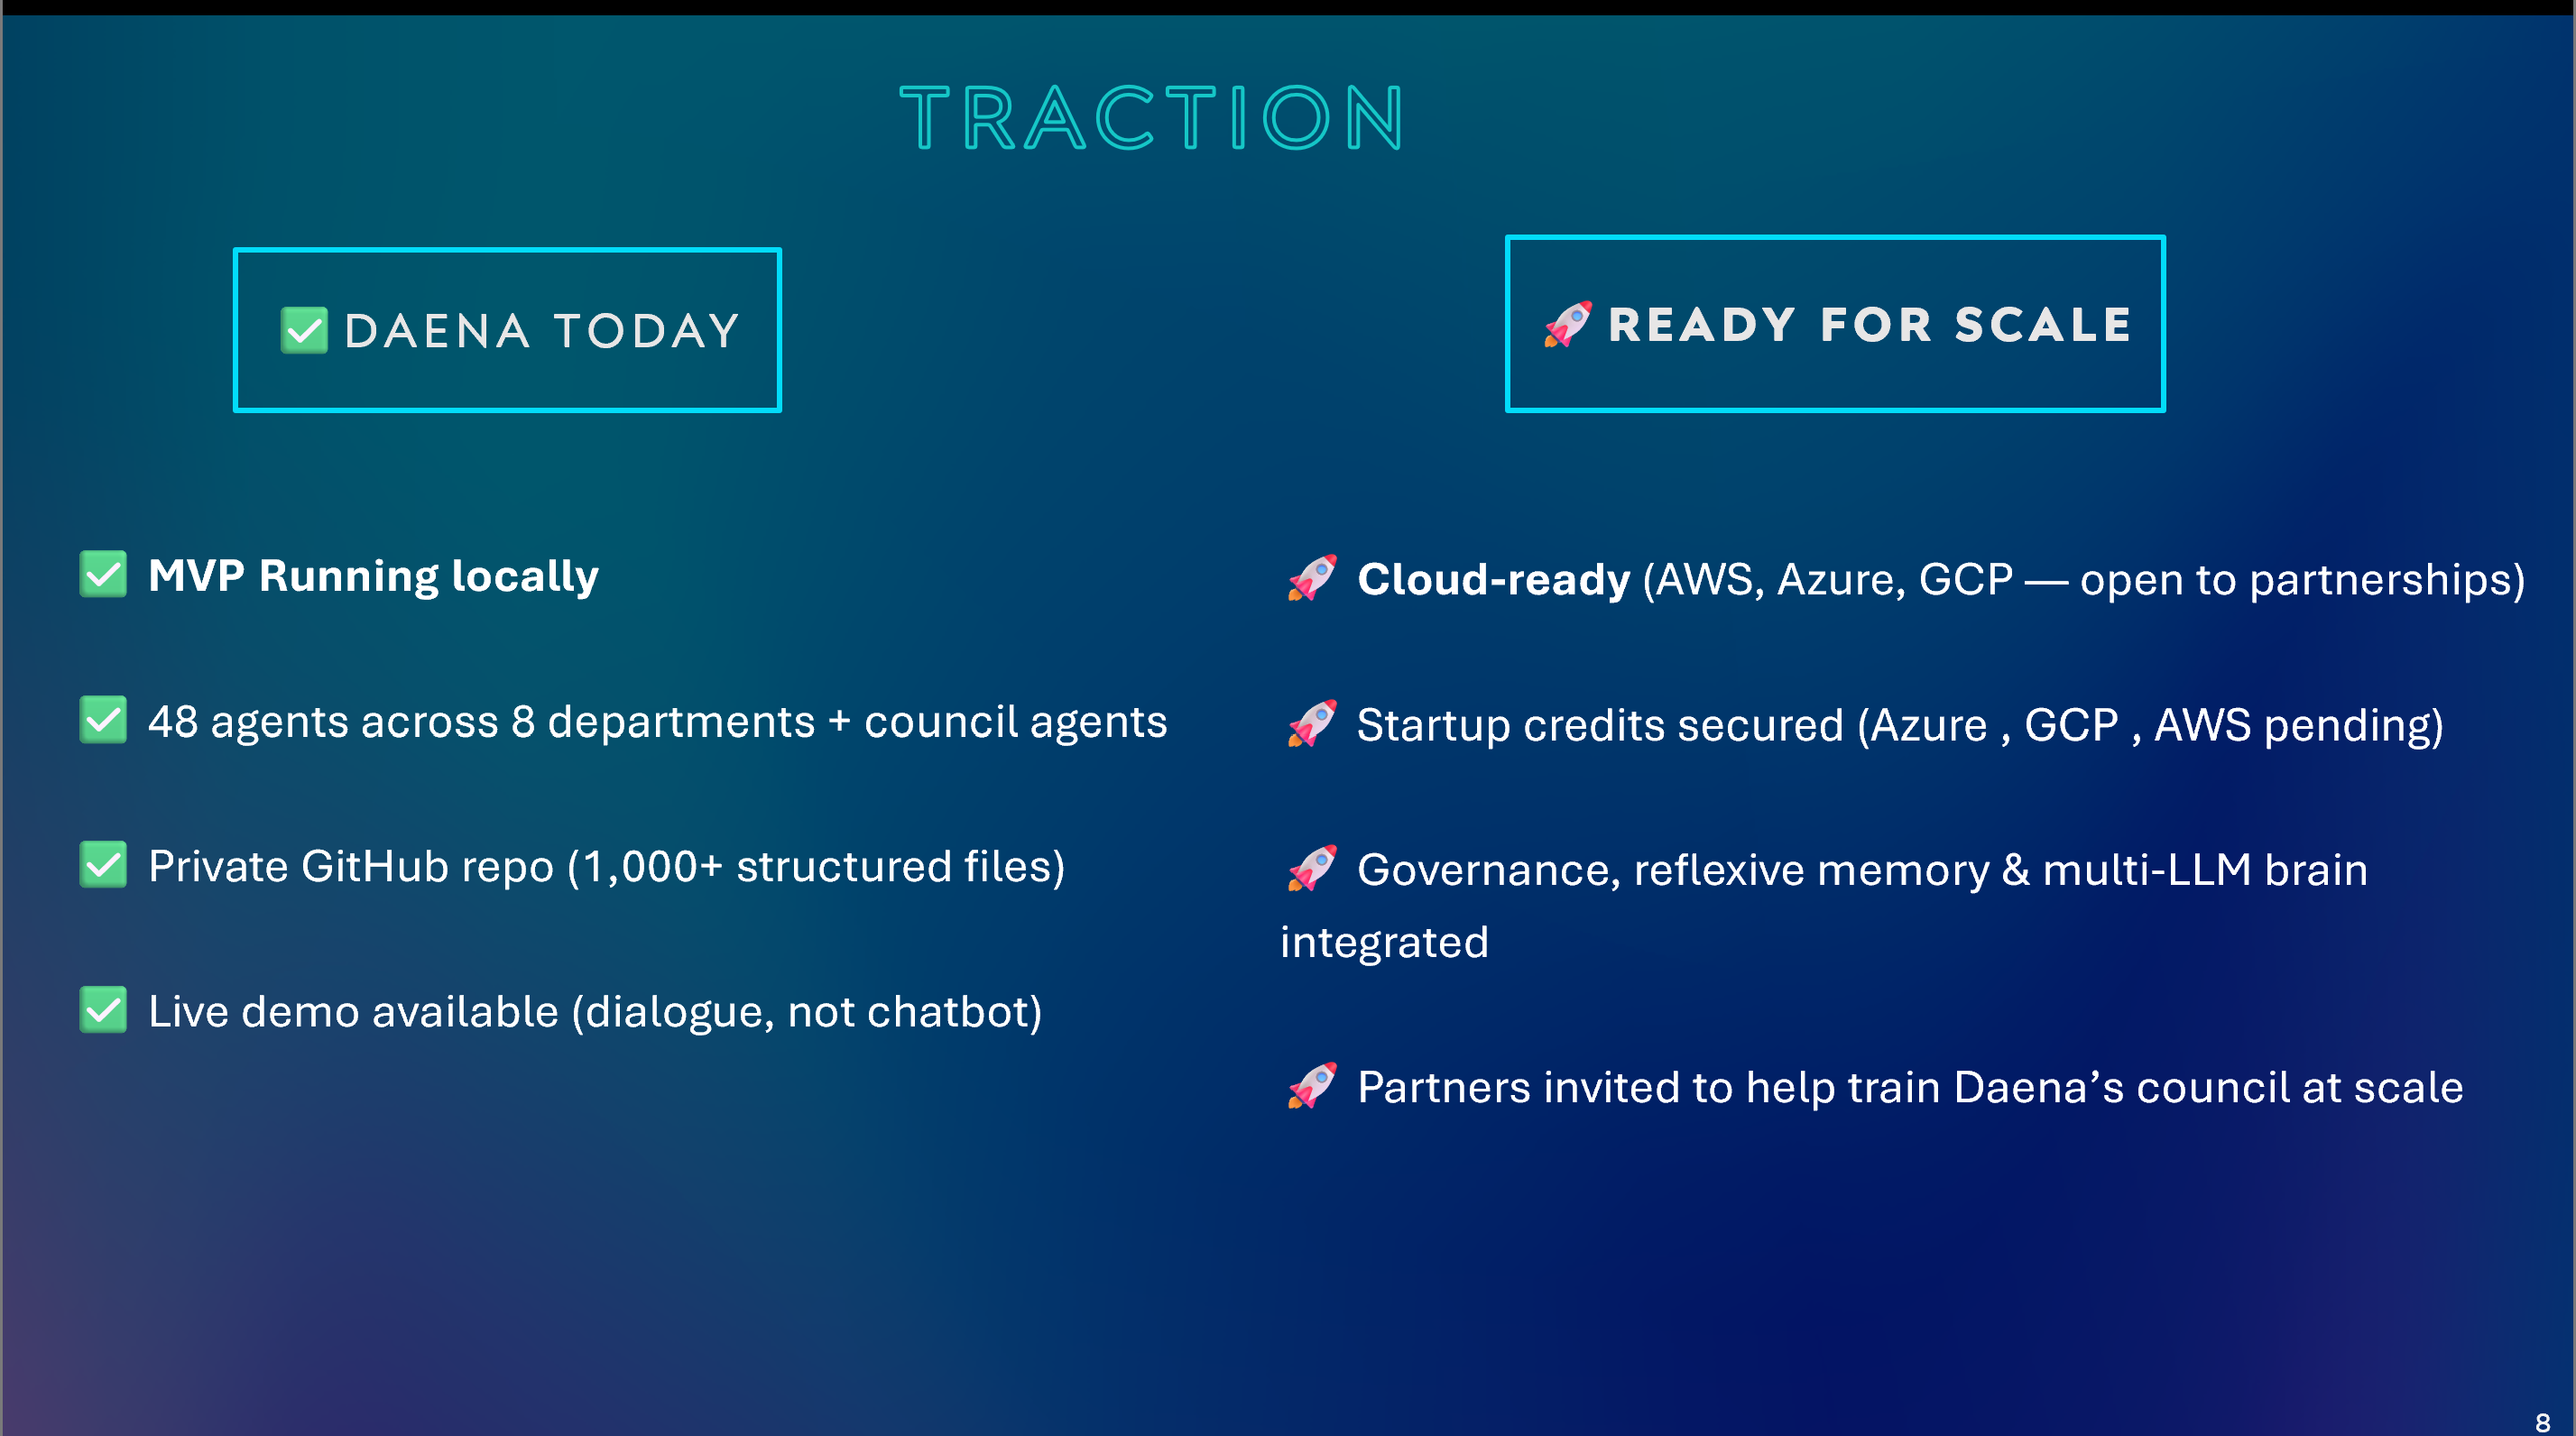 TRACTION
✅ DAENA TODAY
✅ MVP Running locally
✅ 48 agents across 8 departments + council agents
✅ Private GitHub repo (1,000+ structured files)
✅ Live demo available (dialogue, not chatbot)
🚀 READY FOR SCALE
🚀 Cloud-ready (AWS, Azure, GCP — open to partnerships)
🚀 Startup credits secured (Azure , GCP , AWS pending)
🚀 Governance, reflexive memory & multi-LLM brain
integrated
🚀 Partners invited to help train Daena’s council at scale
8